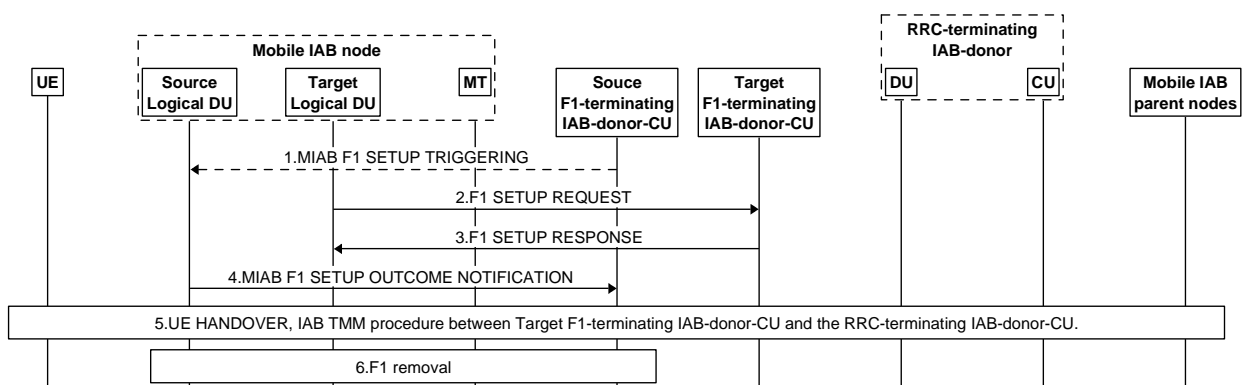 RRC-terminating
IAB-donor
Mobile IAB node
UE
Source
Logical DU
Target
Logical DU
MT
Souce
F1-terminating
IAB-donor-CU
Target
F1-terminating
IAB-donor-CU
DU
CU
Mobile IAB
parent nodes
1.MIAB F1 SETUP TRIGGERING
2.F1 SETUP REQUEST
3.F1 SETUP RESPONSE
4.MIAB F1 SETUP OUTCOME NOTIFICATION
5.UE HANDOVER, IAB TMM procedure between Target F1-terminating IAB-donor-CU and the RRC-terminating IAB-donor-CU.
6.F1 removal